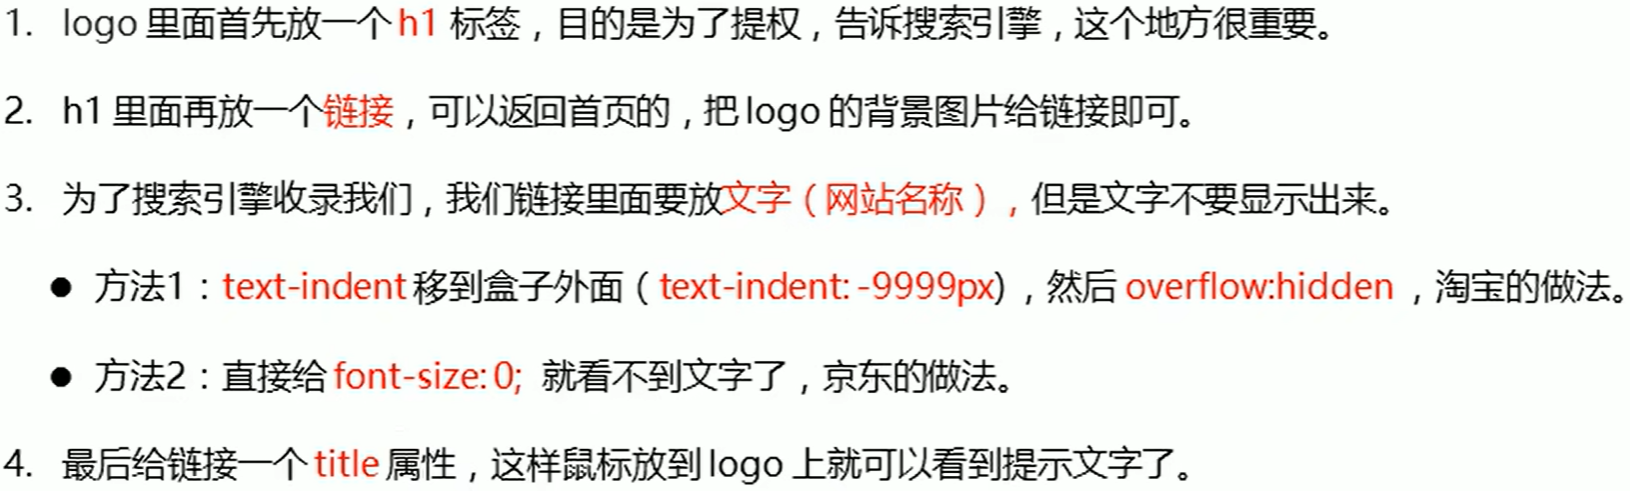 1. logo 里面首先放一个 h1 标签，目的是为了提权，告诉搜索引擎，这个地方很重要。
2. h1 里面再放一个链接，可以返回首页的，把 logo 的背景图片给链接即可。
3. 为了搜索引擎收录我们，我们链接里面要放文字（网站名称），但是文字不要显示出来。
● 方法1：text-indent 移到盒子外面（text-indent: -9999px)，然后 overflow:hidden ，淘宝的做法。
● 方法2：直接给 font-size: 0; 就看不到文字了，京东的做法。
4. 最后给链接一个 title 属性，这样鼠标放到 logo 上就可以看到提示文字了。